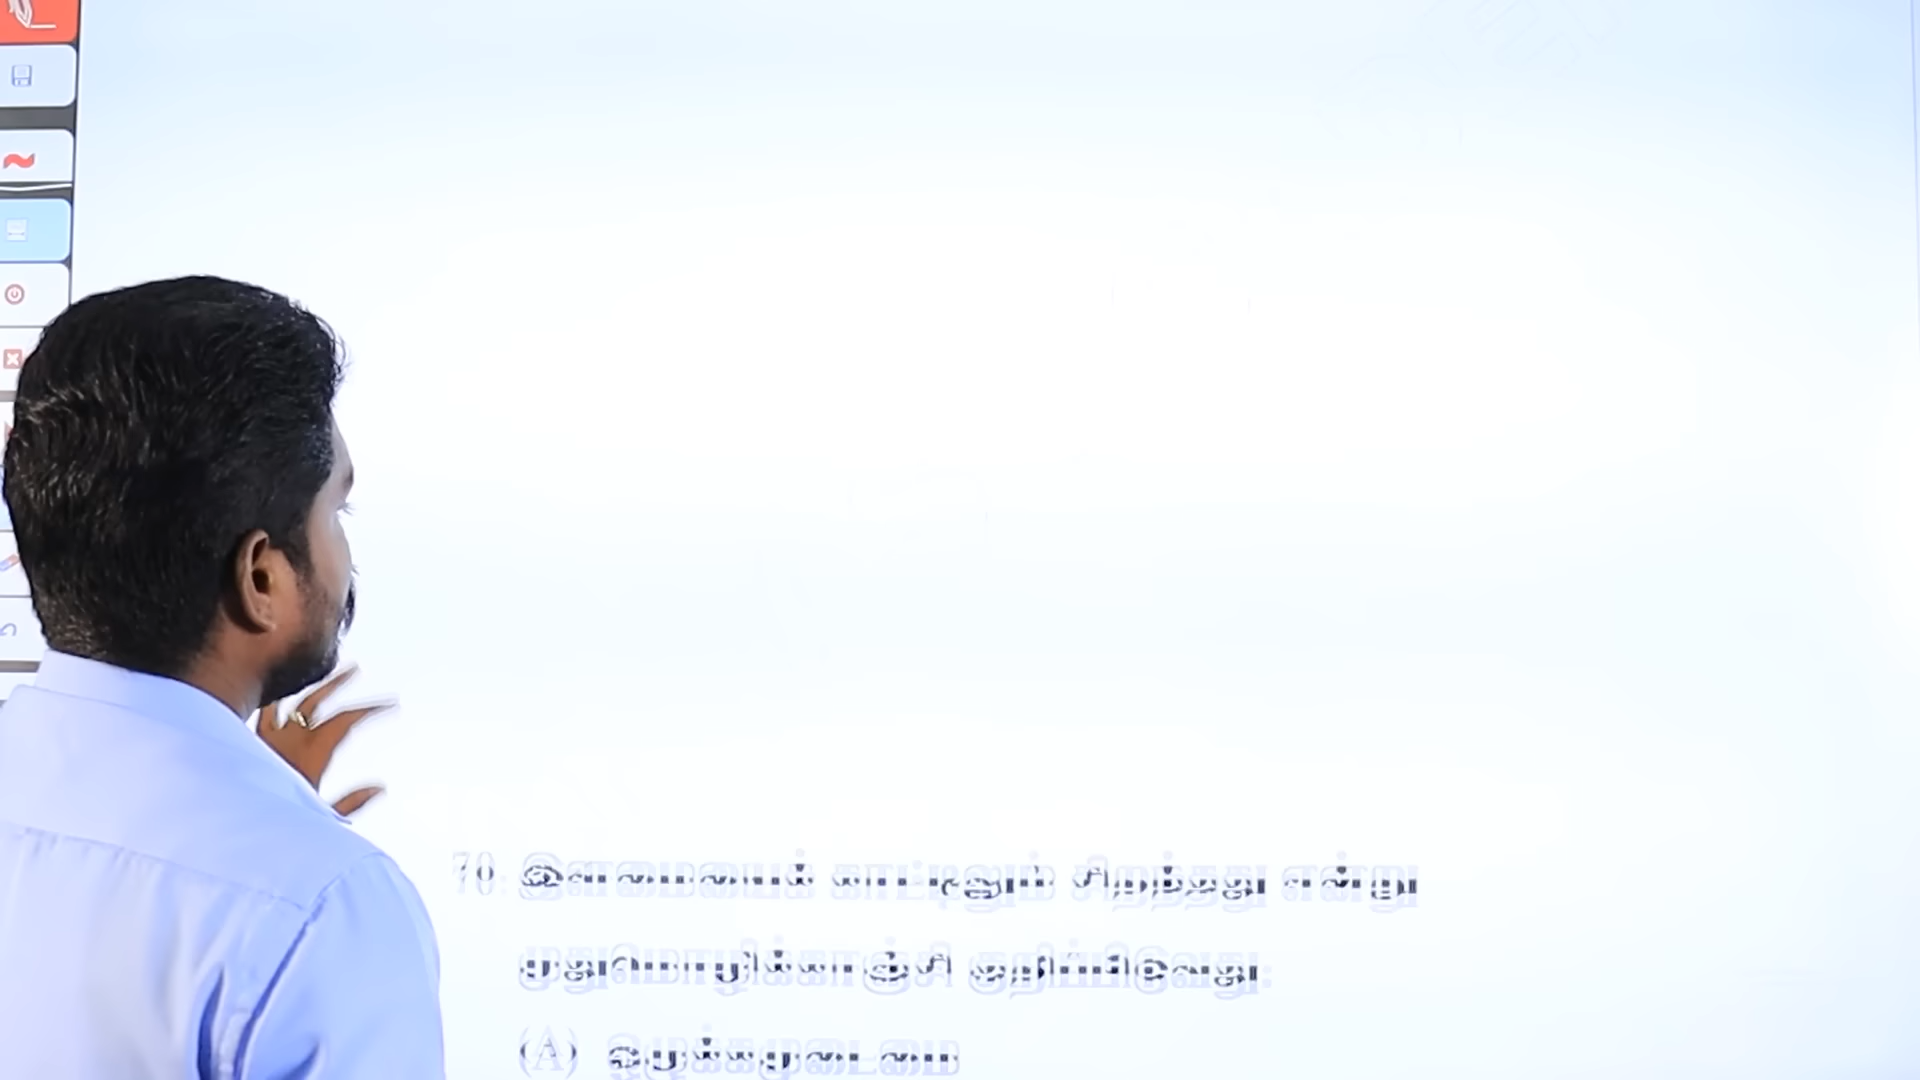 70. இளமையைக் காட்டிலும் சிறந்தது என்று
முதுமொழிக்காஞ்சி குறிப்பிடுவது.
(A) ஒழுக்கமுடைமை